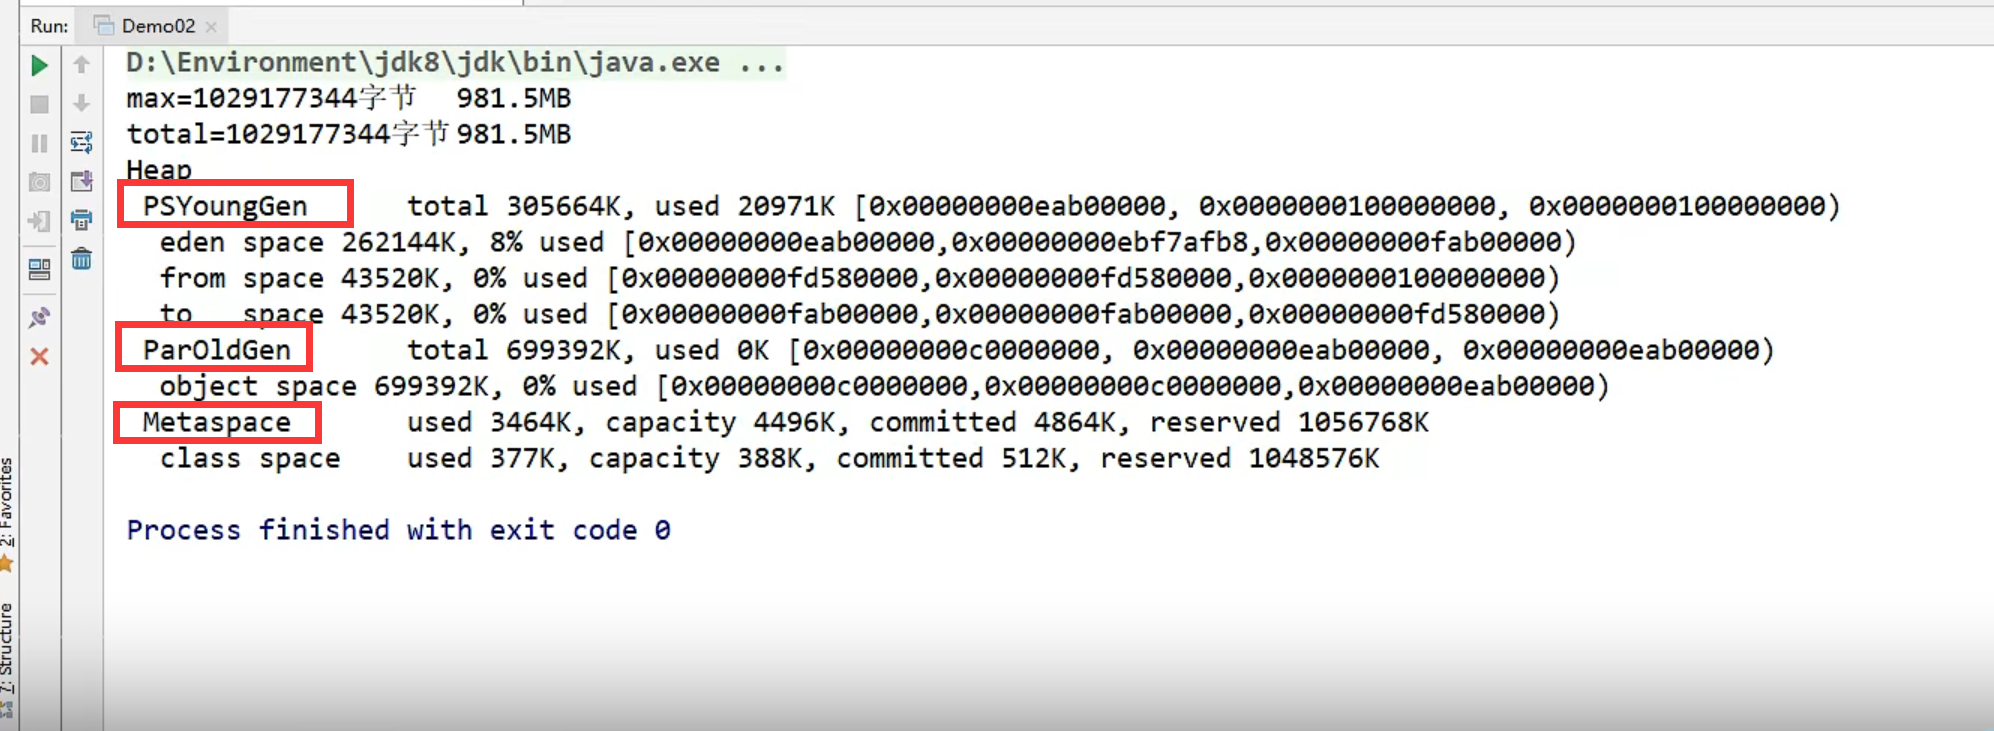 Run: Demo02
D:\Environment\jdk8\jdk\bin\java.exe ...
max=1029177344字节 981.5MB
total=1029177344字节 981.5MB
Heap
PSYoungGen total 305664K, used 20971K [0x00000000eab00000, 0x0000000100000000, 0x0000000100000000)
eden space 262144K, 8% used [0x00000000eab00000,0x00000000ebf7afb8,0x00000000fab00000)
from space 43520K, 0% used [0x00000000fd580000,0x00000000fd580000,0x0000000100000000)
to space 43520K, 0% used [0x00000000fab00000,0x00000000fab00000,0x00000000fd580000)
ParOldGen total 699392K, used 0K [0x00000000c0000000, 0x00000000eab00000, 0x00000000eab00000)
object space 699392K, 0% used [0x00000000c0000000,0x00000000c0000000,0x00000000eab00000)
Metaspace used 3464K, capacity 4496K, committed 4864K, reserved 1056768K
class space used 377K, capacity 388K, committed 512K, reserved 1048576K
Process finished with exit code 0
2: Favorites
7: Structure